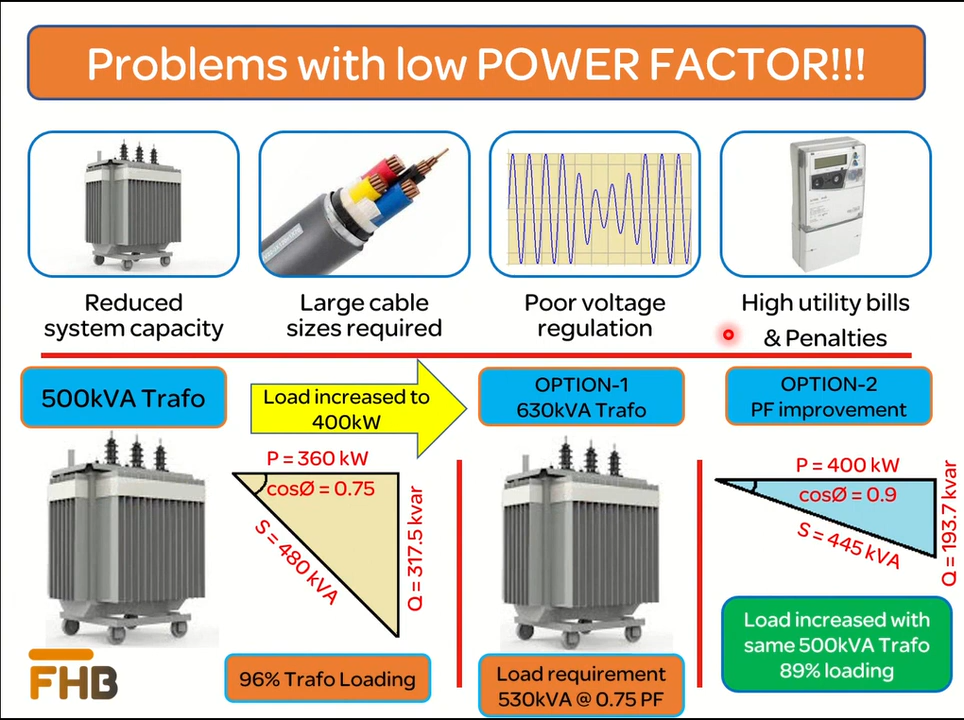 Problems with low POWER FACTOR!!!
Reduced
system capacity
Large cable
sizes required
Poor voltage
regulation
High utility bills
& Penalties
500kVA Trafo
Load increased to
400kW
OPTION-1
630kVA Trafo
OPTION-2
PF improvement
P = 360 kW
cosØ = 0.75
S = 480 kVA
Q = 317.5 kvar
P = 400 kW
cosØ = 0.9
S = 445 kVA
Q = 193.7 kvar
96% Trafo Loading
Load requirement
530kVA @ 0.75 PF
Load increased with
same 500kVA Trafo
89% loading
FHB